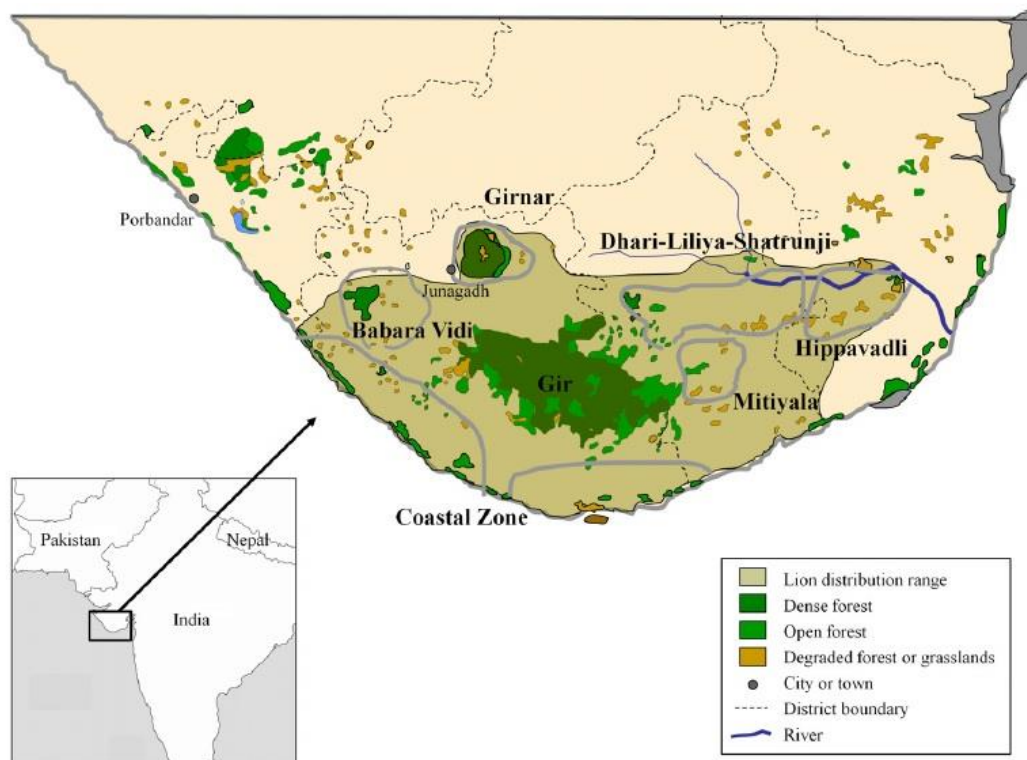 Girnar
Porbandar
Dhari-Liliya-Shatrunji
Junagadh
Babara Vidi
Hippavadli
Gir
Mitiyala
Coastal Zone
Pakistan
Nepal
India
Lion distribution range
Dense forest
Open forest
Degraded forest or grasslands
City or town
District boundary
River